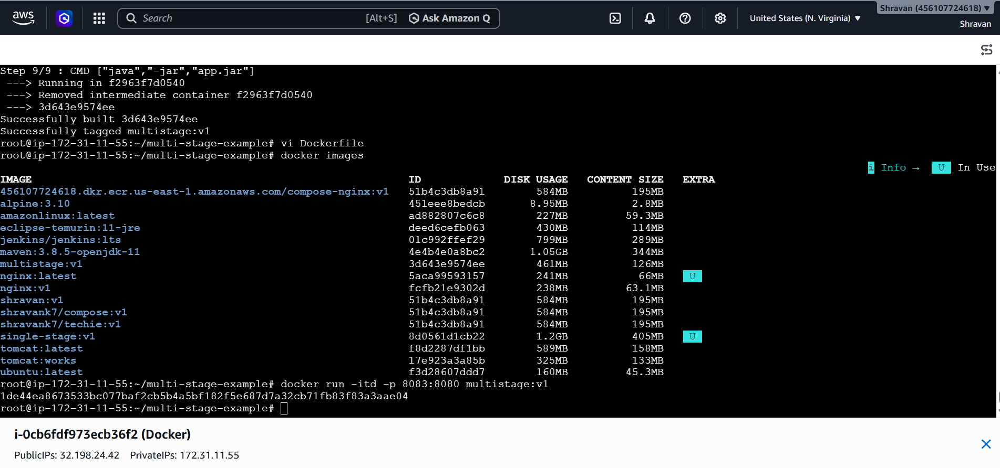 aws
Search [Alt+S] Ask Amazon Q
United States (N. Virginia) ▼
Shravan (456107724618) ▼
Shravan
Step 9/9 : CMD ["java","-jar","app.jar"]
---> Running in f2963f7d0540
---> Removed intermediate container f2963f7d0540
---> 3d643e9574ee
Successfully built 3d643e9574ee
Successfully tagged multistage:v1
root@ip-172-31-11-55:~/multi-stage-example# vi Dockerfile
root@ip-172-31-11-55:~/multi-stage-example# docker images
i Info → U In Use
IMAGE ID DISK USAGE CONTENT SIZE EXTRA
456107724618.dkr.ecr.us-east-1.amazonaws.com/compose-nginx:v1 51b4c3db8a91 584MB 195MB
alpine:3.10 451eee8bedcb 8.95MB 2.8MB
amazonlinux:latest ad882807c6c8 227MB 59.3MB
eclipse-temurin:11-jre deed6cefb063 430MB 114MB
jenkins/jenkins:lts 01c992ffef29 799MB 289MB
maven:3.8.5-openjdk-11 4e4b4e0a8bc2 1.05GB 344MB
multistage:v1 3d643e9574ee 461MB 126MB
nginx:latest 5aca99593157 241MB 66MB U
nginx:v1 fcfb21e9302d 238MB 63.1MB
shravan:v1 51b4c3db8a91 584MB 195MB
shravank7/compose:v1 51b4c3db8a91 584MB 195MB
shravank7/techie:v1 51b4c3db8a91 584MB 195MB
single-stage:v1 8d0561d1cb22 1.2GB 405MB U
tomcat:latest f8d2287df1bb 589MB 158MB
tomcat:works 17e923a3a85b 325MB 133MB
ubuntu:latest f3d28607ddd7 160MB 45.3MB
root@ip-172-31-11-55:~/multi-stage-example# docker run -itd -p 8083:8080 multistage:v1
1de44ea8673533bc077baf2cb5b4a5bf182f5e687d7a32cb71fb83f83a3aae04
root@ip-172-31-11-55:~/multi-stage-example#
i-0cb6fdf973ecb36f2 (Docker)
PublicIPs: 32.198.24.42 PrivateIPs: 172.31.11.55